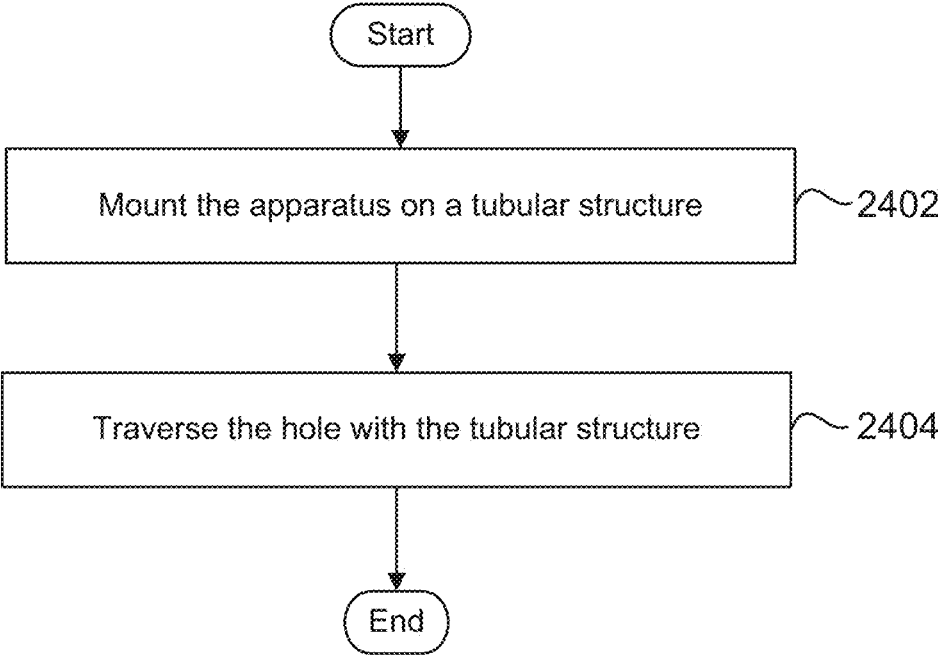 Start
Mount the apparatus on a tubular structure
2402
Traverse the hole with the tubular structure
2404
End